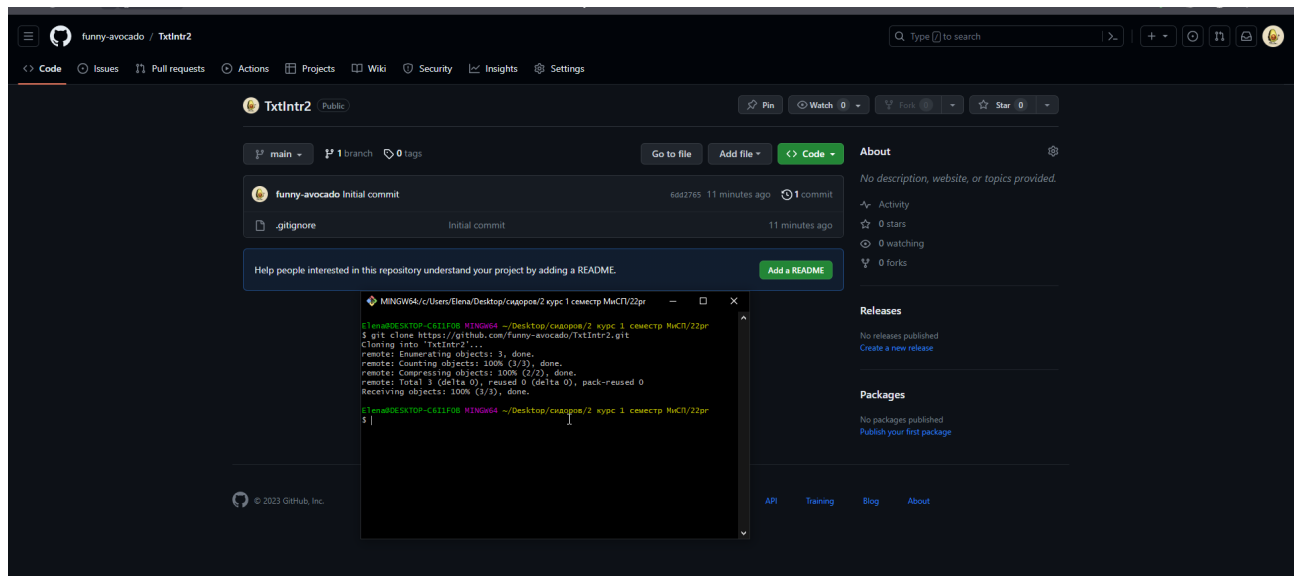 funny-avocado / TxtIntr2
Type / to search
Code Issues Pull requests Actions Projects Wiki Security Insights Settings
TxtIntr2 Public
Pin Watch 0 Fork 0 Star 0
main 1 branch 0 tags
Go to file Add file Code
funny-avocado Initial commit 6dd2765 11 minutes ago 1 commit
.gitignore Initial commit 11 minutes ago
Help people interested in this repository understand your project by adding a README. Add a README
About
No description, website, or topics provided.
Activity
0 stars
0 watching
0 forks
Releases
No releases published
Create a new release
Packages
No packages published
Publish your first package
MINGW64:/c/Users/Elena/Desktop/сидоров/2 курс 1 семестр МиСП/22pr
Elena@DESKTOP-C6I1F0B MINGW64 ~/Desktop/сидоров/2 курс 1 семестр МиСП/22pr
$ git clone https://github.com/funny-avocado/TxtIntr2.git
Cloning into 'TxtIntr2'...
remote: Enumerating objects: 3, done.
remote: Counting objects: 100% (3/3), done.
remote: Compressing objects: 100% (2/2), done.
remote: Total 3 (delta 0), reused 0 (delta 0), pack-reused 0
Receiving objects: 100% (3/3), done.
Elena@DESKTOP-C6I1F0B MINGW64 ~/Desktop/сидоров/2 курс 1 семестр МиСП/22pr
$
© 2023 GitHub, Inc.
API Training Blog About